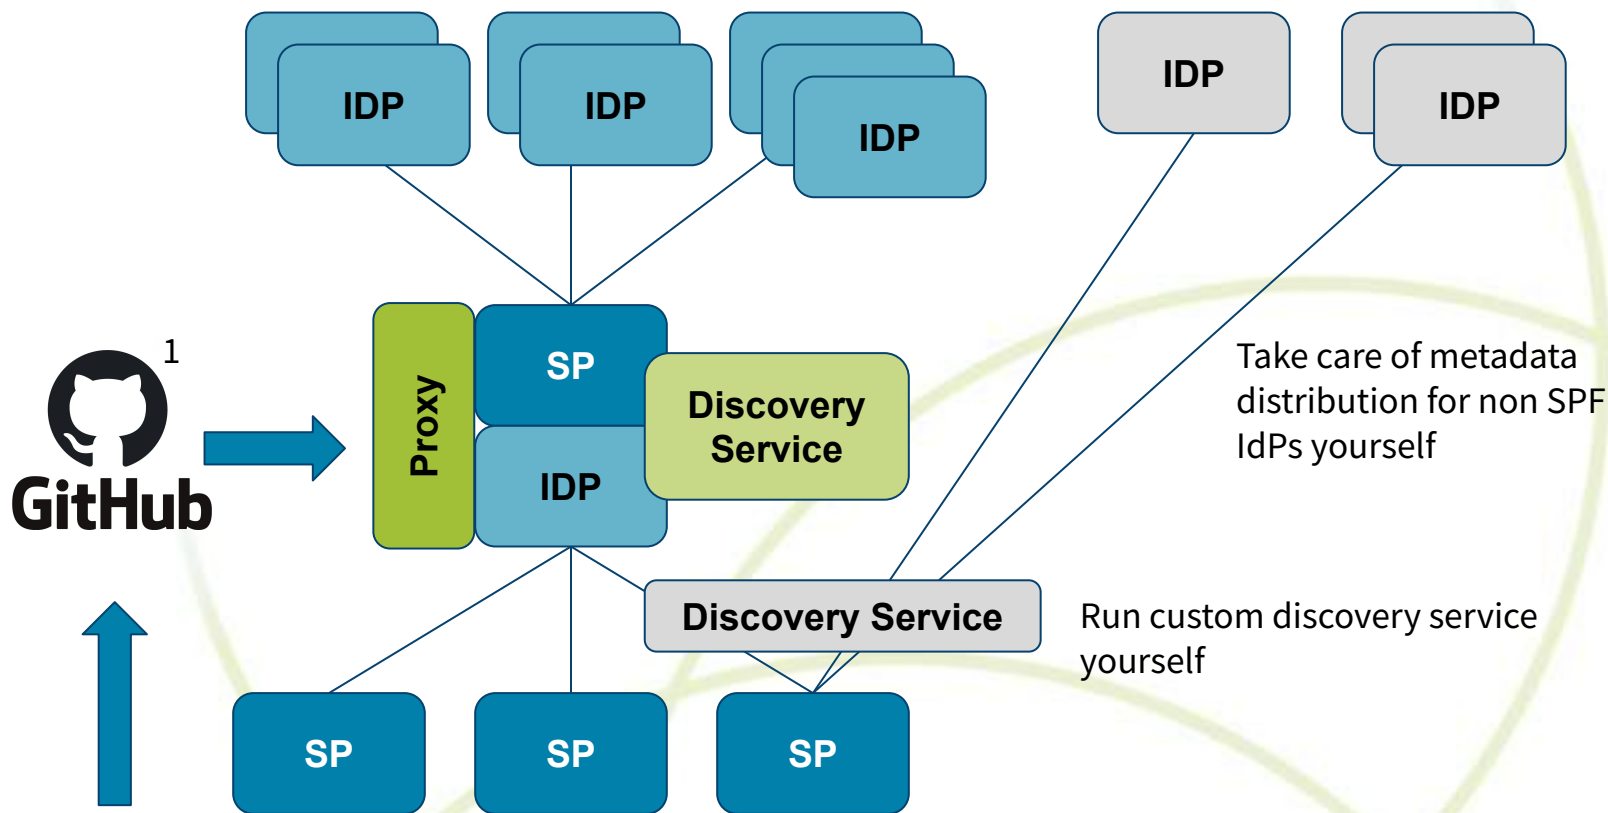 IDP
IDP
IDP
IDP
IDP
1
GitHub
Proxy
SP
IDP
Discovery
Service
Take care of metadata
distribution for non SPF
IdPs yourself
Discovery Service
Run custom discovery service
yourself
SP
SP
SP